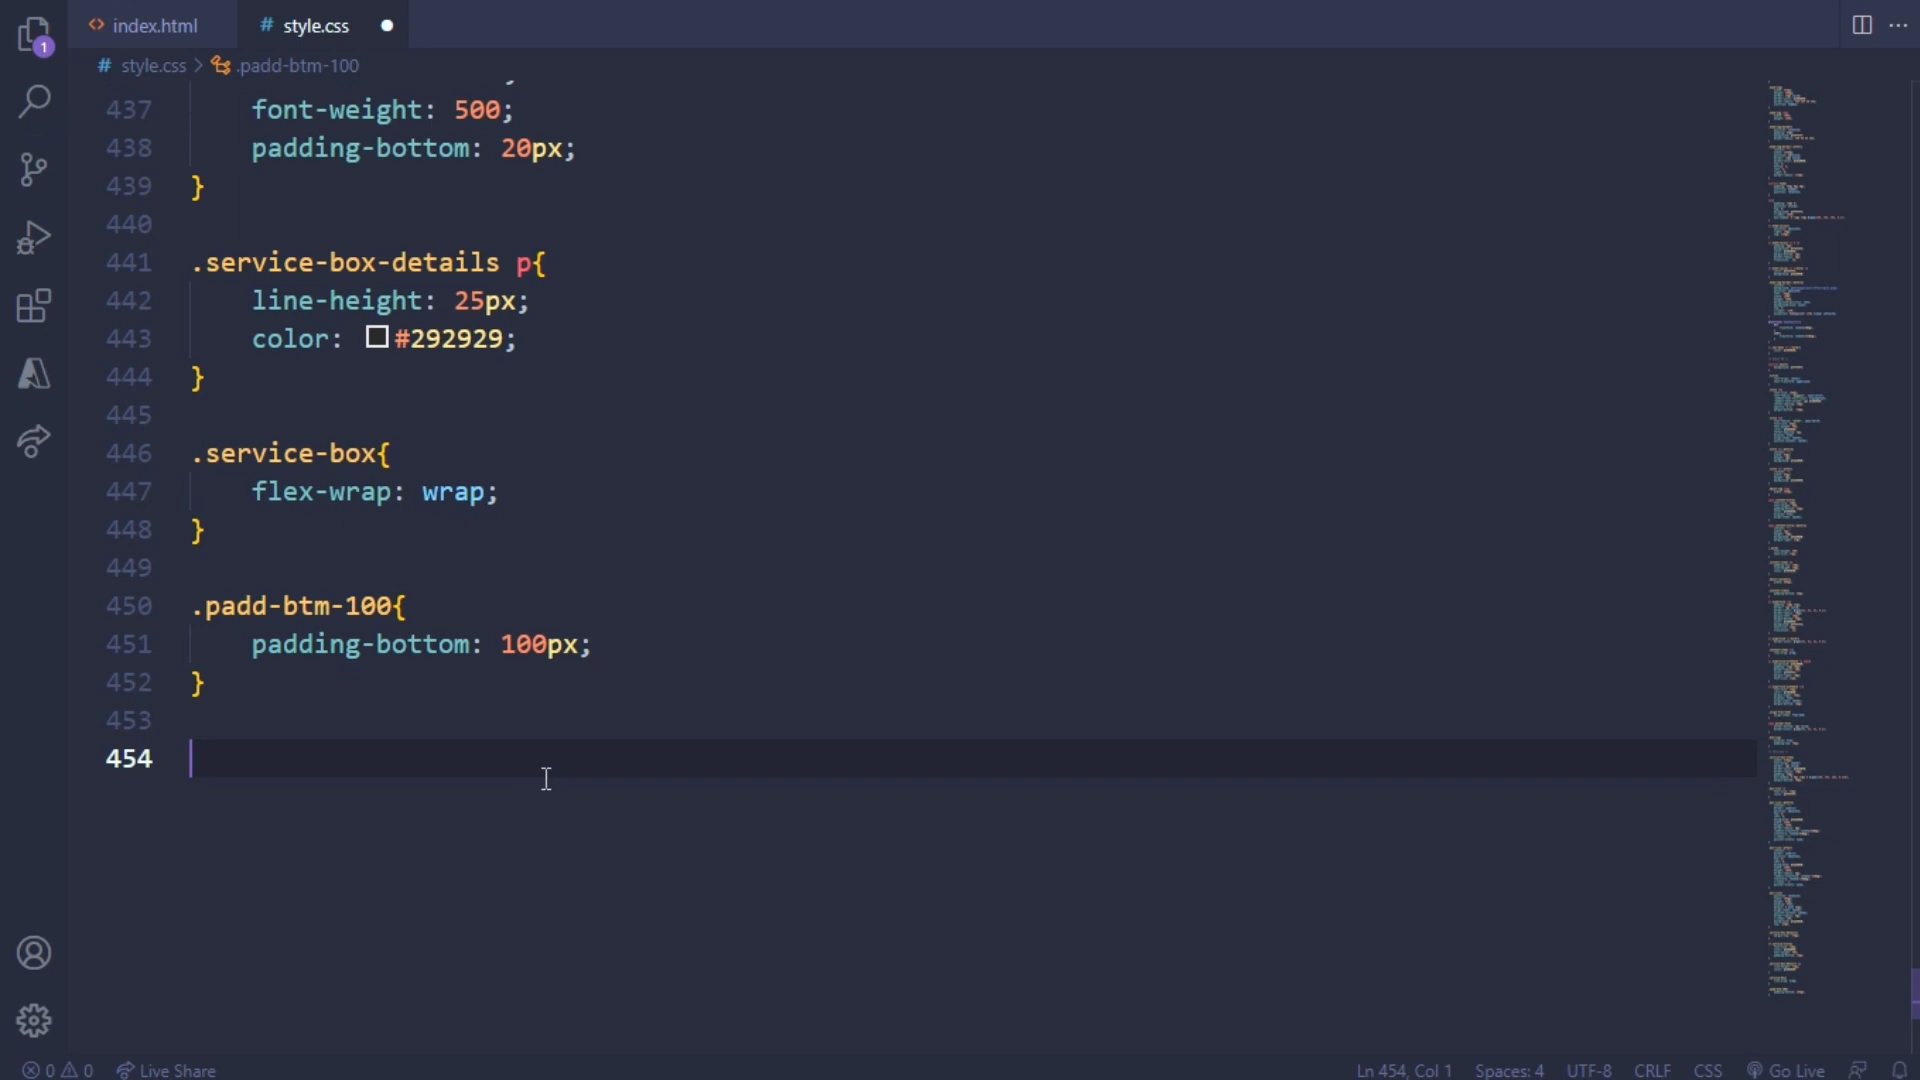 index.html
style.css
style.css > .padd-btm-100
437 font-weight: 500;
438 padding-bottom: 20px;
439 }
440
441 .service-box-details p{
442 line-height: 25px;
443 color: #292929;
444 }
445
446 .service-box{
447 flex-wrap: wrap;
448 }
449
450 .padd-btm-100{
451 padding-bottom: 100px;
452 }
453
454
1
0 0 Live Share Ln 454, Col 1 Spaces: 4 UTF-8 CRLF CSS Go Live